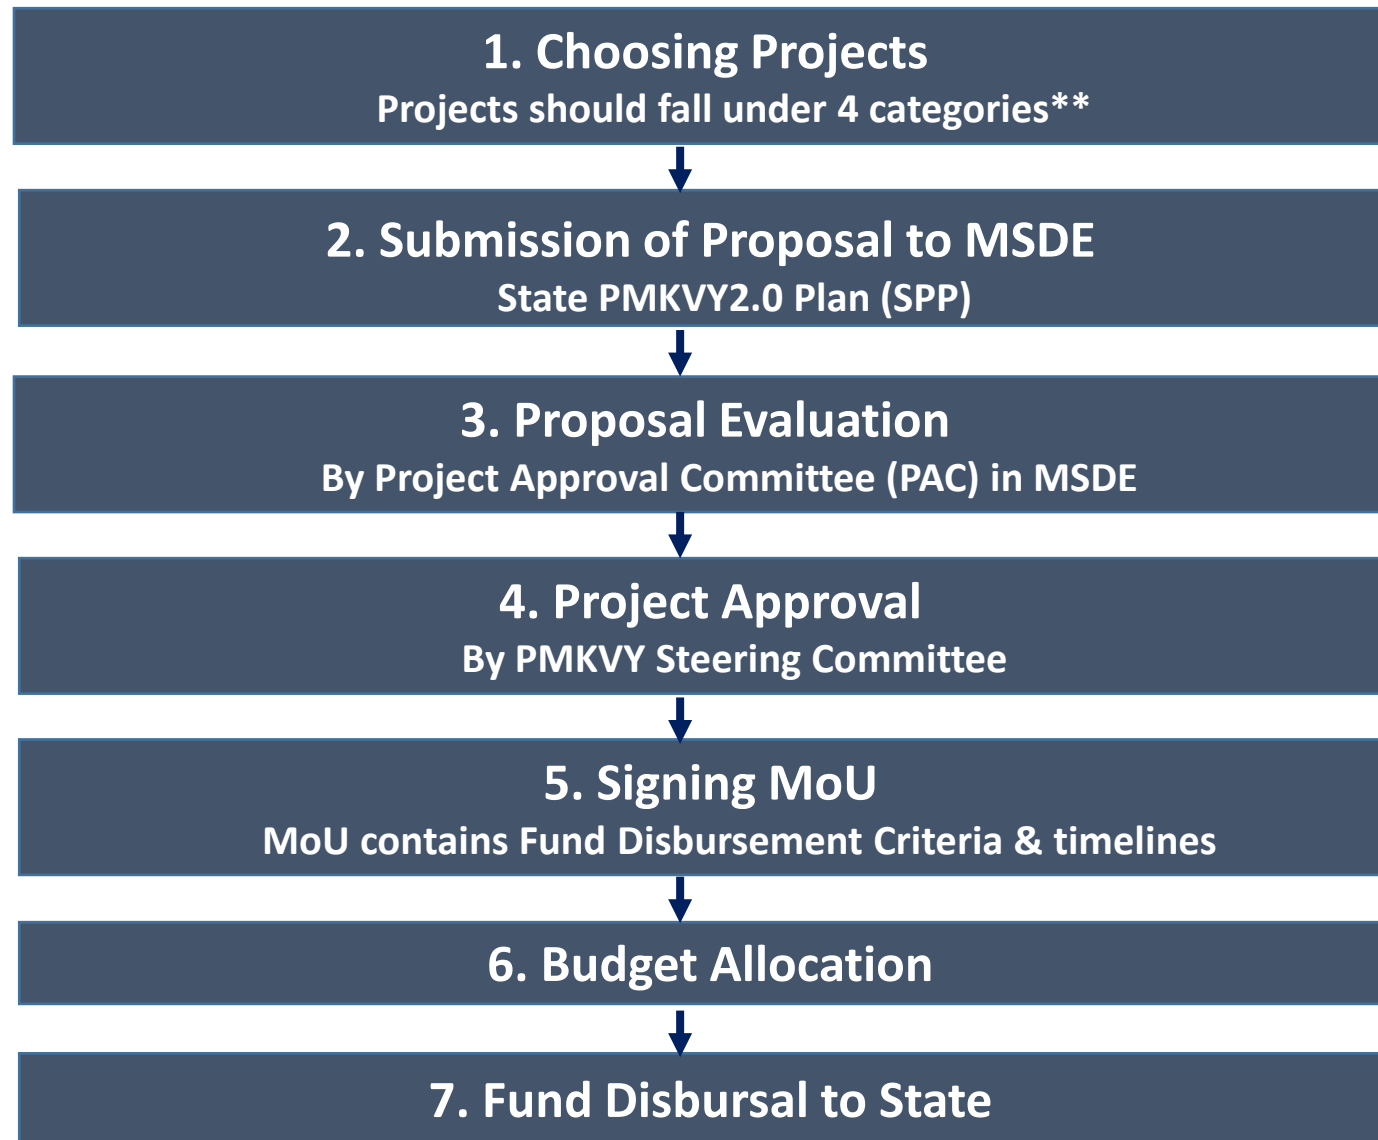 1. Choosing Projects
Projects should fall under 4 categories**
2. Submission of Proposal to MSDE
State PMKVY2.0 Plan (SPP)
3. Proposal Evaluation
By Project Approval Committee (PAC) in MSDE
4. Project Approval
By PMKVY Steering Committee
5. Signing MoU
MoU contains Fund Disbursement Criteria & timelines
6. Budget Allocation
7. Fund Disbursal to State